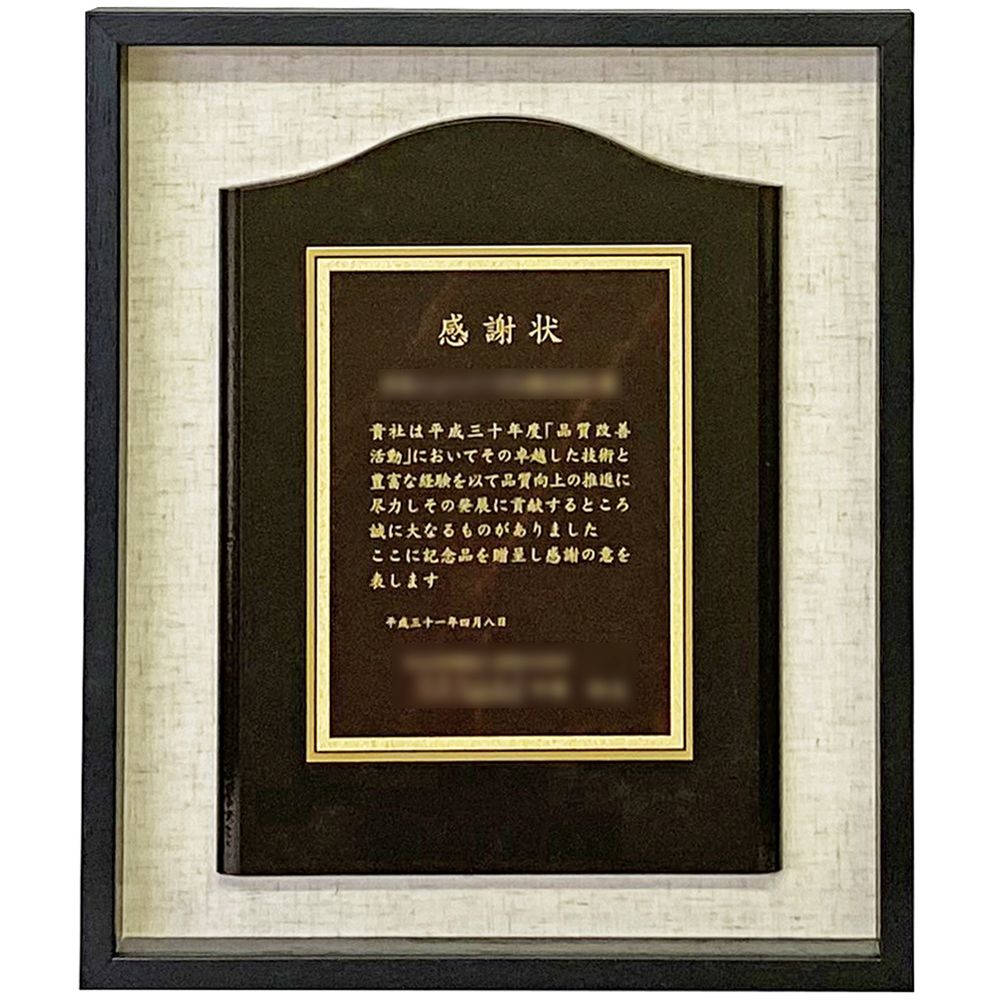 感謝状
貴社は平成三十年度「品質改善
活動」においてその卓越した技術と
豊富な経験を以て品質向上の推進に
尽力しその発展に貢献するところ
誠に大なるものがありました
ここに記念品を贈呈し感謝の意を
表します
平成三十一年四月八日